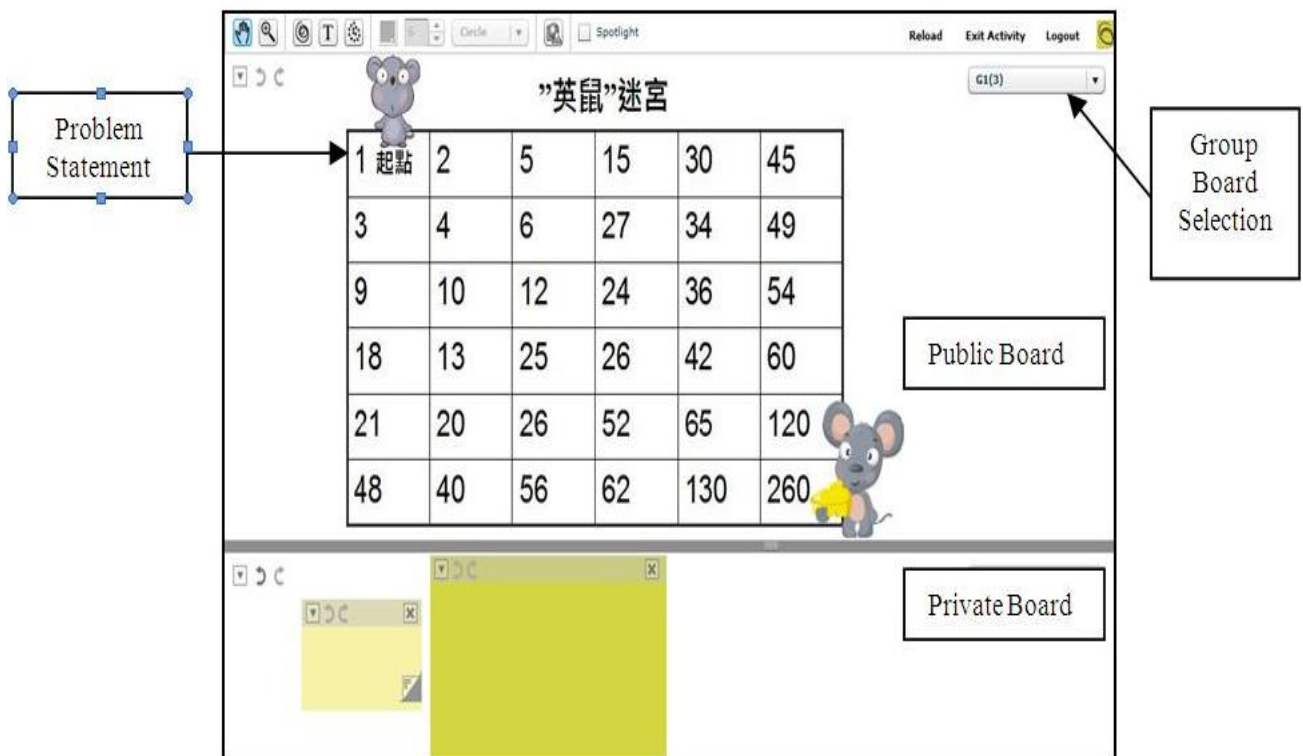 T
5
Circle
Spotlight
Reload Exit Activity Logout
G1(3)
”英鼠”迷宮
Problem
Statement
Group
Board
Selection
1 起點 2 5 15 30 45
3 4 6 27 34 49
9 10 12 24 36 54
18 13 25 26 42 60
21 20 26 52 65 120
48 40 56 62 130 260
Public Board
Private Board